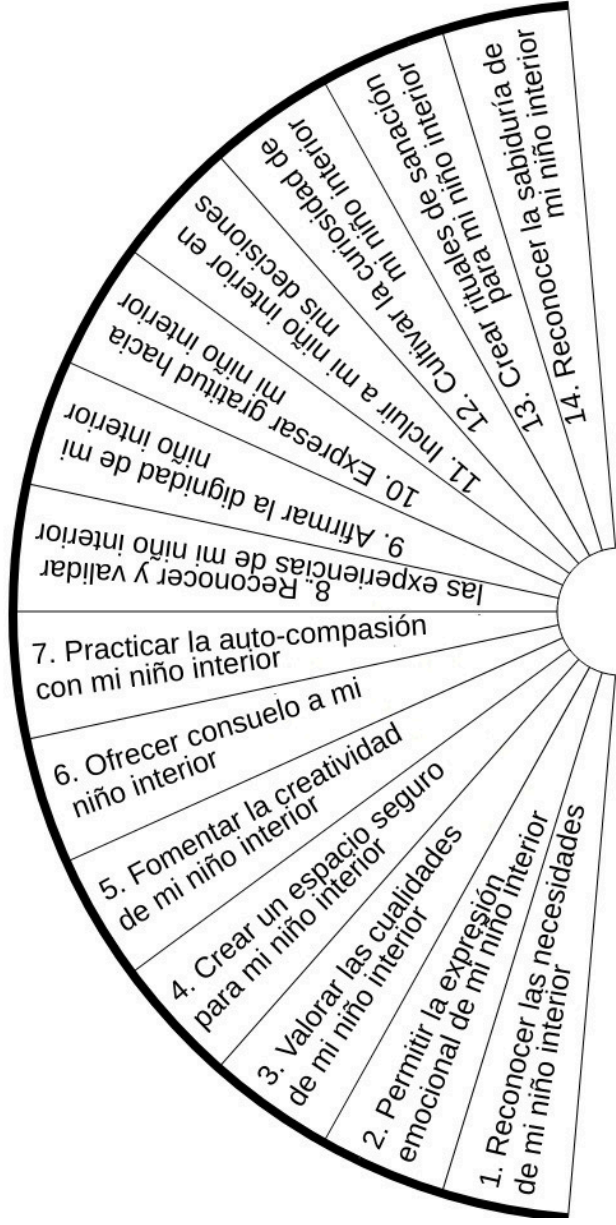 1. Reconocer las necesidades
de mi niño interior
2. Permitir la expresión
emocional de mi niño interior
3. Valorar las cualidades
de mi niño interior
4. Crear un espacio seguro
para mi niño interior
5. Fomentar la creatividad
de mi niño interior
6. Ofrecer consuelo a mi
niño interior
7. Practicar la auto-compasión
con mi niño interior
8. Reconocer y validar
las experiencias de mi niño interior
9. Afirmar la dignidad de mi
niño interior
10. Expresar gratitud hacia
mi niño interior
11. Incluir a mi niño interior en
mis decisiones
12. Cultivar la curiosidad de
mi niño interior
13. Crear rituales de sanación
para mi niño interior
14. Reconocer la sabiduría de
mi niño interior